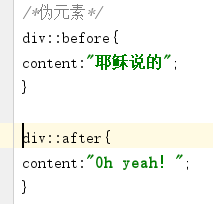 /*伪元素*/
div::before{
content:"耶稣说的";
}
div::after{
content:"Oh yeah! ";
}